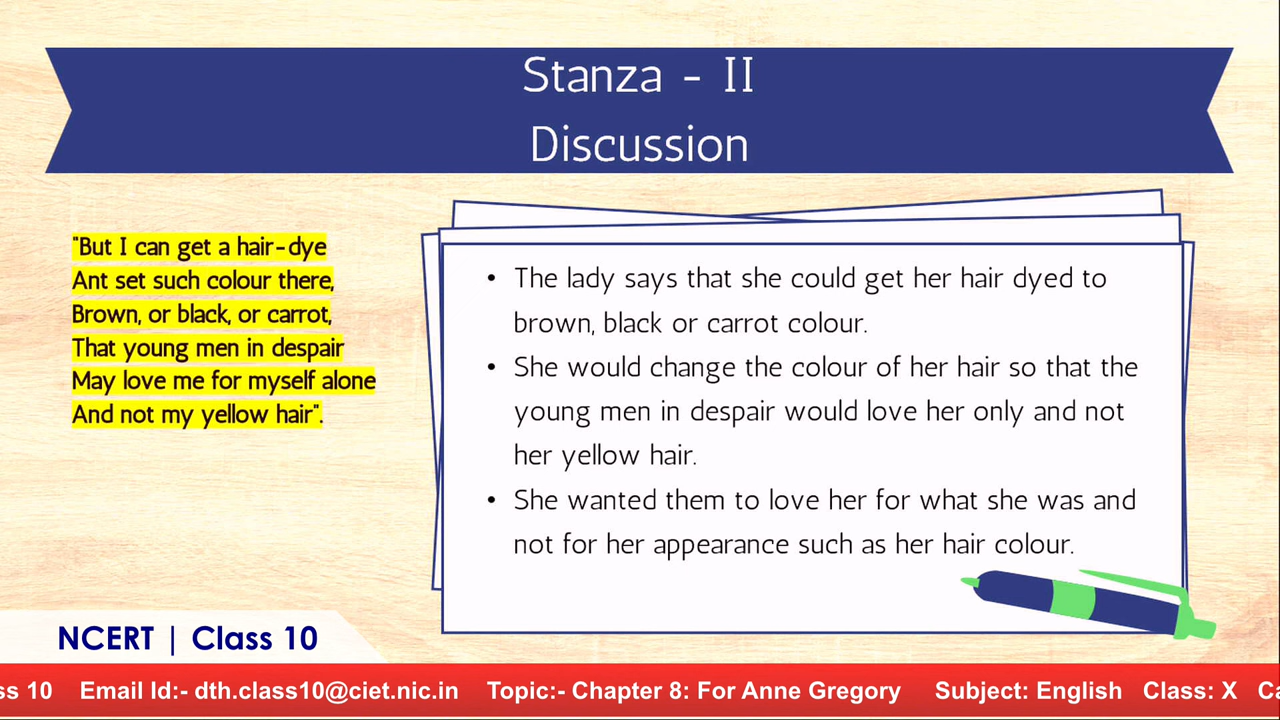 Stanza - II
Discussion
"But I can get a hair-dye
Ant set such colour there,
Brown, or black, or carrot,
That young men in despair
May love me for myself alone
And not my yellow hair".
• The lady says that she could get her hair dyed to
brown, black or carrot colour.
• She would change the colour of her hair so that the
young men in despair would love her only and not
her yellow hair.
• She wanted them to love her for what she was and
not for her appearance such as her hair colour.
NCERT | Class 10
ss 10 Email Id:- dth.class10@ciet.nic.in Topic:- Chapter 8: For Anne Gregory Subject: English Class: X